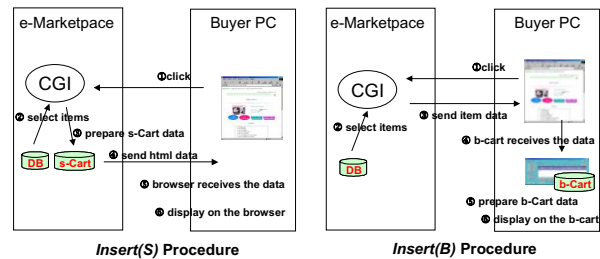 e-Marketpace
Buyer PC
①click
CGI
② select items
③ prepare s-Cart data
DB
s-Cart
④ send html data
⑤ browser receives the data
⑥ display on the browser
Insert(S) Procedure
e-Marketpace
Buyer PC
①click
CGI
③ send item data
② select items
④ b-cart receives the data
DB
b-Cart
⑤ prepare b-Cart data
⑥ display on the b-cart
Insert(B) Procedure